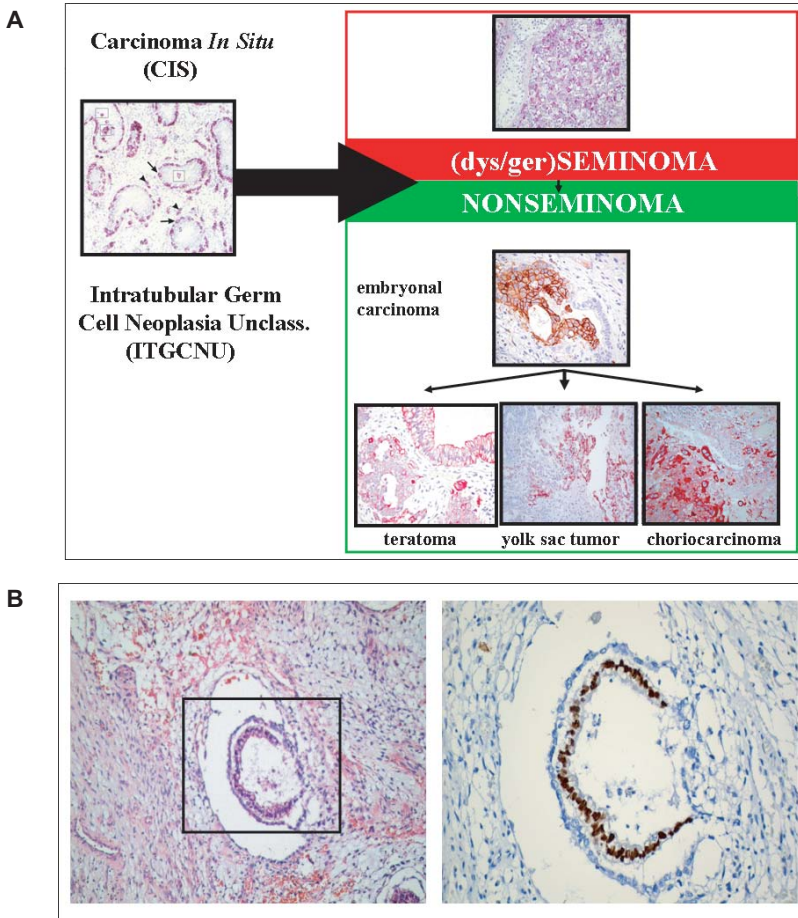 A
Carcinoma In Situ
(CIS)
Intratubular Germ
Cell Neoplasia Unclass.
(ITGCNU)
(dys/ger)SEMINOMA
NONSEMINOMA
embryonal
carcinoma
teratoma
yolk sac tumor
choriocarcinoma
B